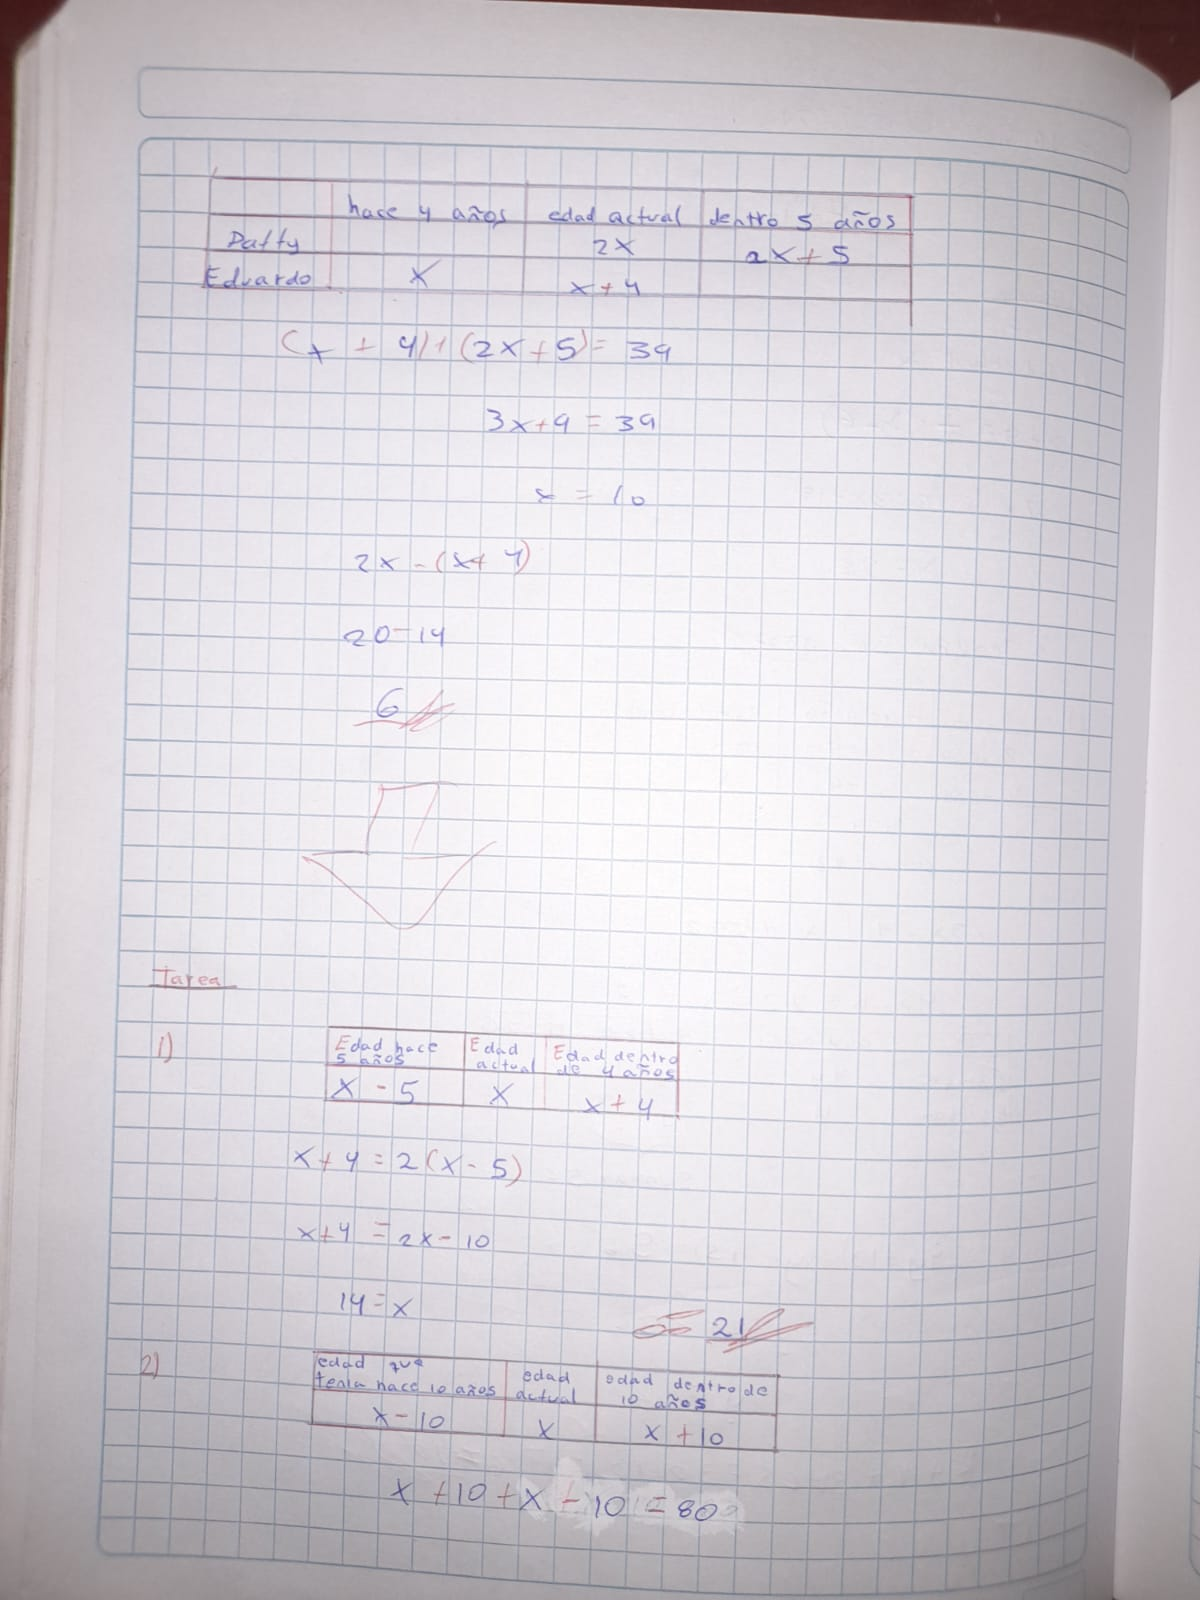 hace 4 años edad actual dentro 5 años
Patty 2x 2x+5
Eduardo x x+4
(x + 4)+(2x+5)= 39
3x+9 = 39
x = 10
2x -(x+4)
20-14
6
Tarea
1)
Edad hace 5 años Edad actual Edad dentro de 4 años
x - 5 x x+4
x+4=2(x-5)
x+4 = 2x-10
14=x
21
2)
edad que tenia hace 10 años edad actual edad dentro de 10 años
x-10 x x +10
x +10 +x - 10 = 80